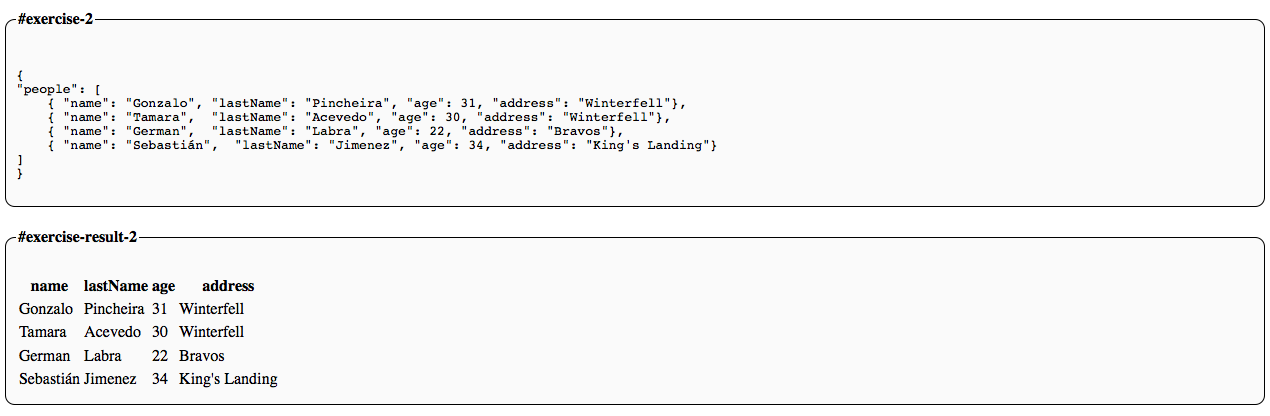 #exercise-2
{
"people": [
    { "name": "Gonzalo", "lastName": "Pincheira", "age": 31, "address": "Winterfell"},
    { "name": "Tamara",  "lastName": "Acevedo", "age": 30, "address": "Winterfell"},
    { "name": "German",  "lastName": "Labra", "age": 22, "address": "Bravos"},
    { "name": "Sebastián",  "lastName": "Jimenez", "age": 34, "address": "King's Landing"}
]
}
#exercise-result-2
name lastName age address
Gonzalo Pincheira 31 Winterfell
Tamara Acevedo 30 Winterfell
German Labra 22 Bravos
Sebastián Jimenez 34 King's Landing